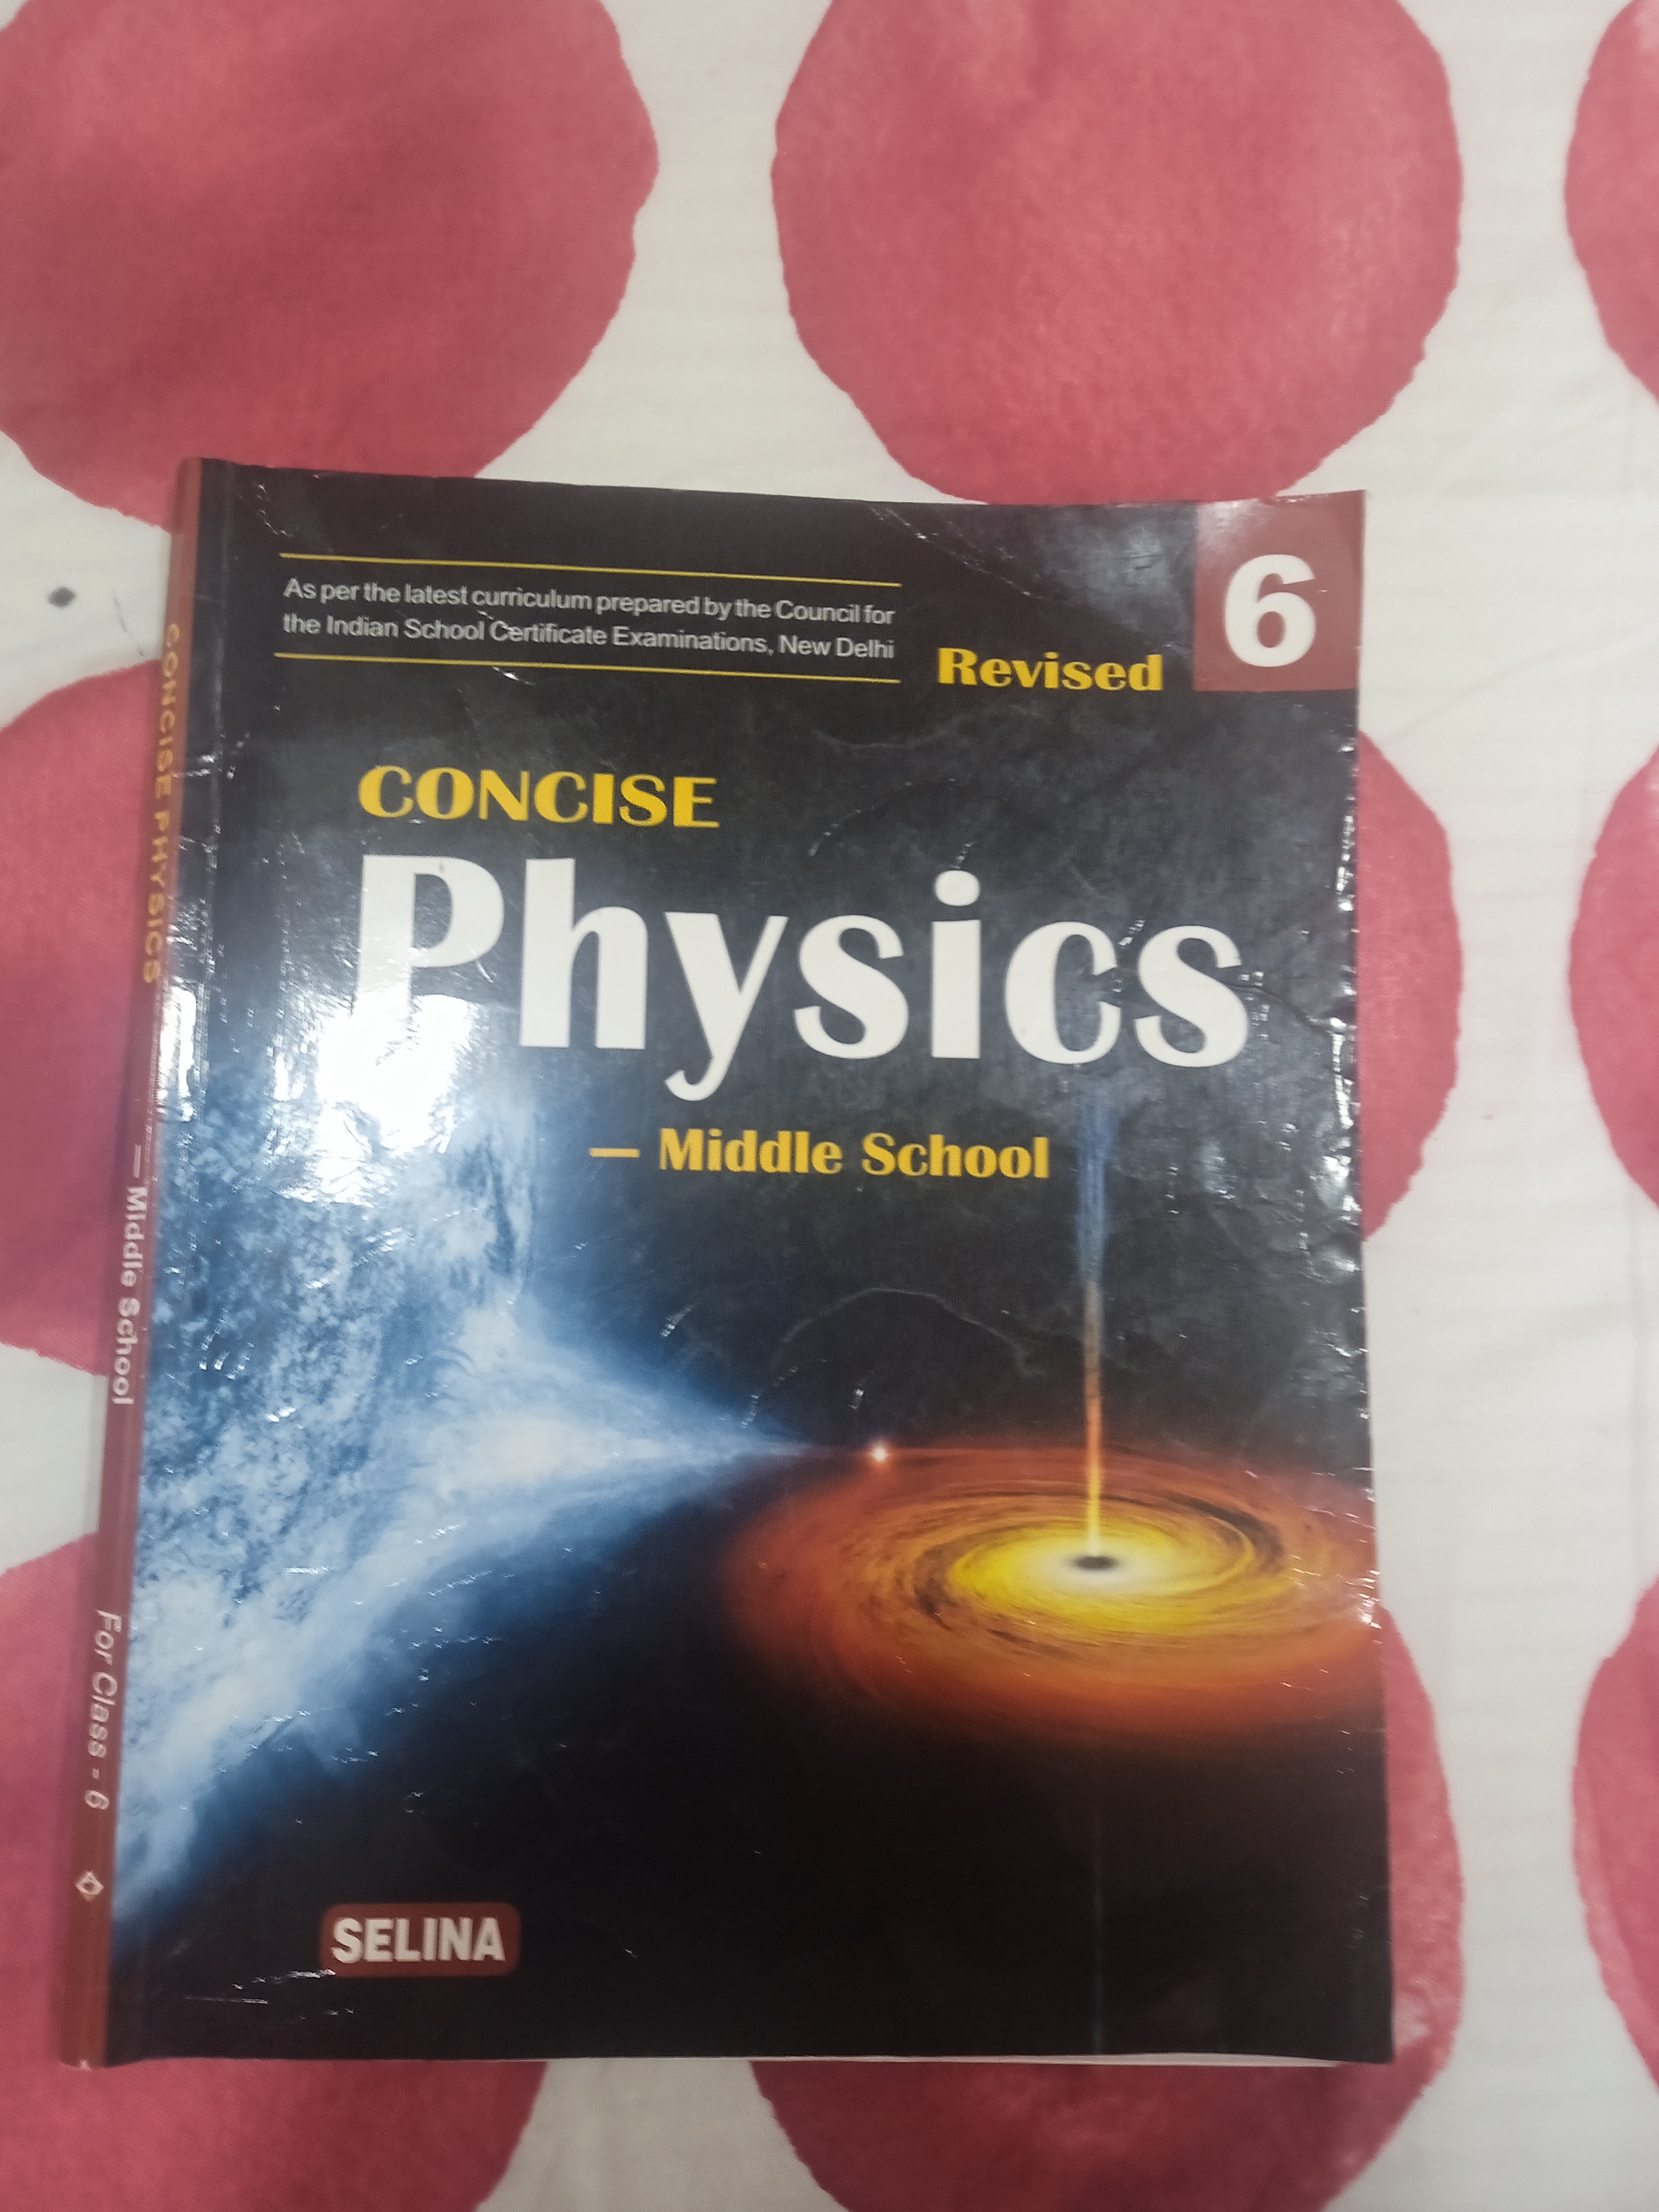 As per the latest curriculum prepared by the Council for
the Indian School Certificate Examinations, New Delhi
Revised
6
CONCISE
Physics
— Middle School
SELINA
CONCISE PHYSICS — Middle School For Class - 6